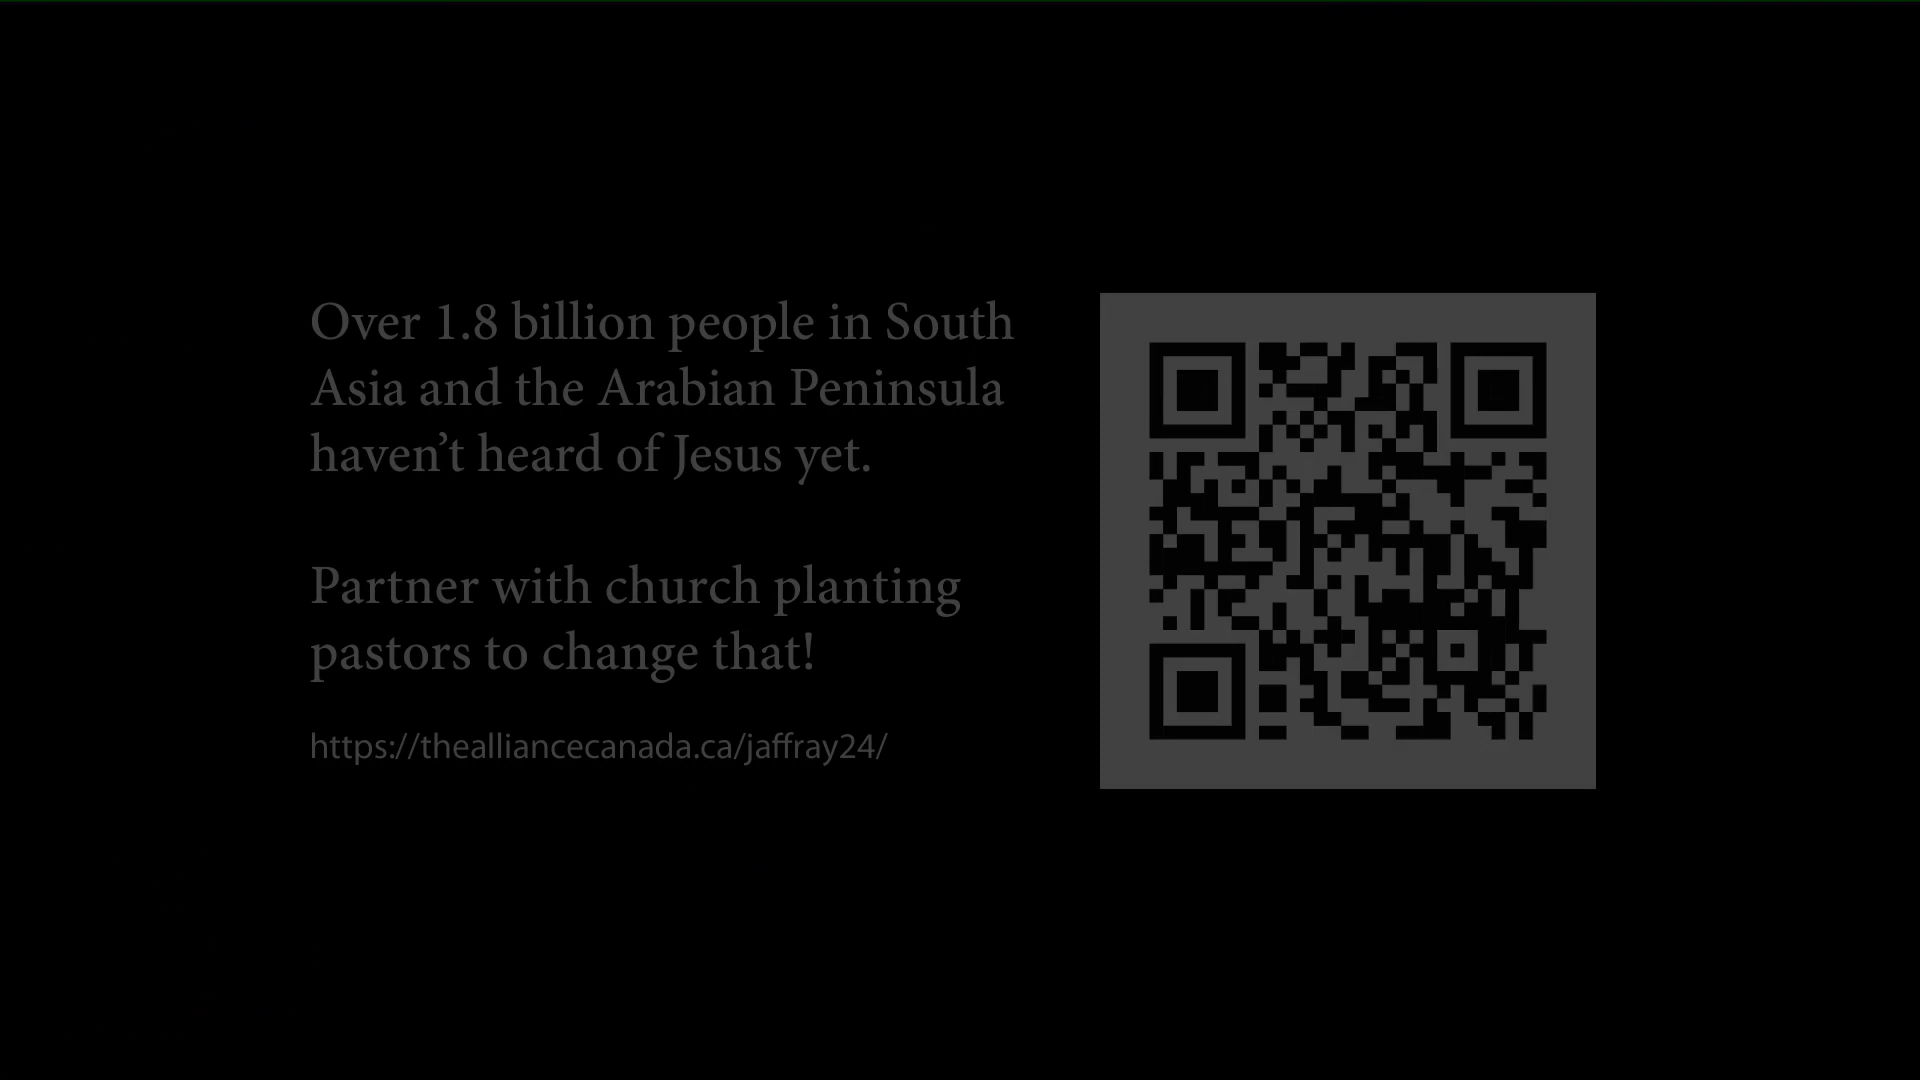 Over 1.8 billion people in South
Asia and the Arabian Peninsula
haven’t heard of Jesus yet.
Partner with church planting
pastors to change that!
https://thealliancecanada.ca/jaffray24/